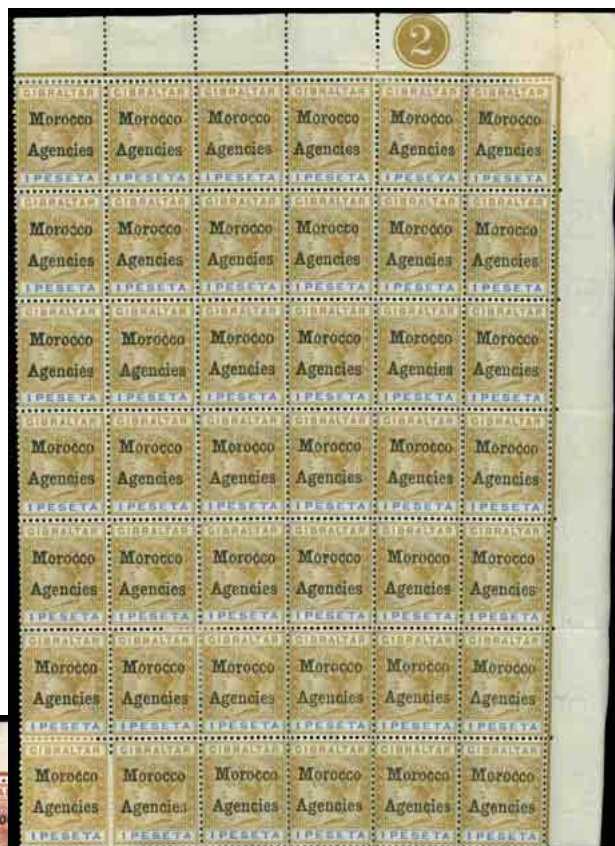 2
GIBRALTAR GIBRALTAR GIBRALTAR GIBRALTAR GIBRALTAR GIBRALTAR
Morocco Morocco Morocco Morocco Morocco Morocco
Agencies Agencies Agencies Agencies Agencies Agencies
1 PESETA 1 PESETA 1 PESETA 1 PESETA 1 PESETA 1 PESETA
GIBRALTAR GIBRALTAR GIBRALTAR GIBRALTAR GIBRALTAR GIBRALTAR
Morocco Morocco Morocco Morocco Morocco Morocco
Agencies Agencies Agencies Agencies Agencies Agencies
1 PESETA 1 PESETA 1 PESETA 1 PESETA 1 PESETA 1 PESETA
GIBRALTAR GIBRALTAR GIBRALTAR GIBRALTAR GIBRALTAR GIBRALTAR
Morocco Morocco Morocco Morocco Morocco Morocco
Agencies Agencies Agencies Agencies Agencies Agencies
1 PESETA 1 PESETA 1 PESETA 1 PESETA 1 PESETA 1 PESETA
GIBRALTAR GIBRALTAR GIBRALTAR GIBRALTAR GIBRALTAR GIBRALTAR
Morocco Morocco Morocco Morocco Morocco Morocco
Agencies Agencies Agencies Agencies Agencies Agencies
1 PESETA 1 PESETA 1 PESETA 1 PESETA 1 PESETA 1 PESETA
GIBRALTAR GIBRALTAR GIBRALTAR GIBRALTAR GIBRALTAR GIBRALTAR
Morocco Morocco Morocco Morocco Morocco Morocco
Agencies Agencies Agencies Agencies Agencies Agencies
1 PESETA 1 PESETA 1 PESETA 1 PESETA 1 PESETA 1 PESETA
GIBRALTAR GIBRALTAR GIBRALTAR GIBRALTAR GIBRALTAR GIBRALTAR
Morocco Morocco Morocco Morocco Morocco Morocco
Agencies Agencies Agencies Agencies Agencies Agencies
1 PESETA 1 PESETA 1 PESETA 1 PESETA 1 PESETA 1 PESETA
GIBRALTAR GIBRALTAR GIBRALTAR GIBRALTAR GIBRALTAR GIBRALTAR
Morocco Morocco Morocco Morocco Morocco Morocco
Agencies Agencies Agencies Agencies Agencies Agencies
1 PESETA 1 PESETA 1 PESETA 1 PESETA 1 PESETA 1 PESETA